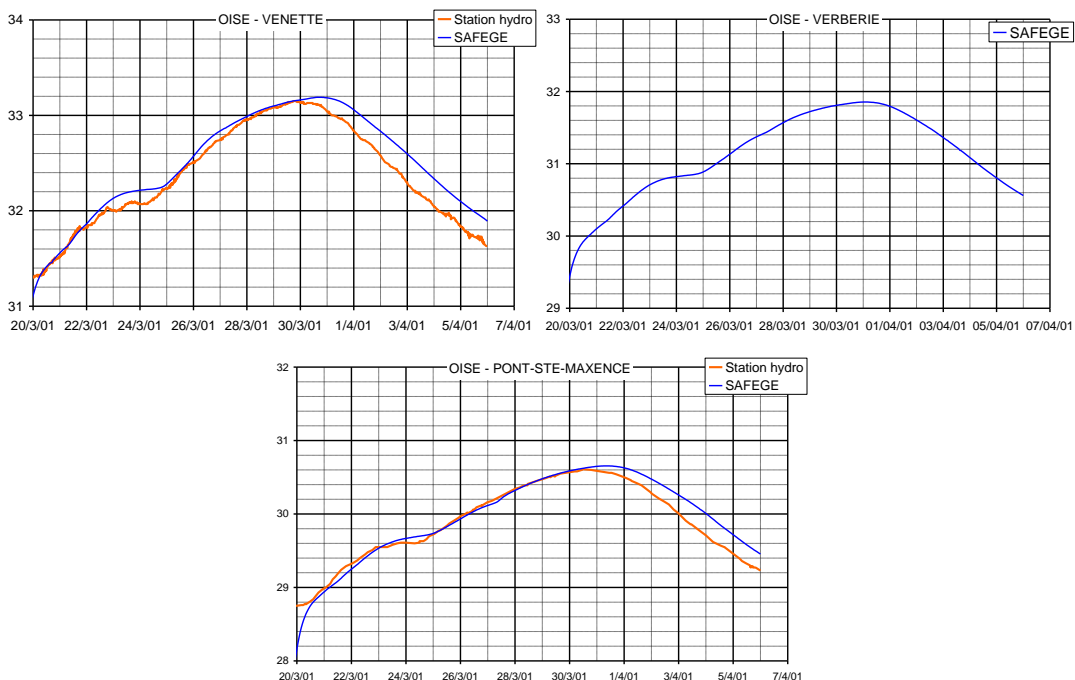 OISE - VENETTE
Station hydro
SAFEGE
34
33
32
31
20/3/01 22/3/01 24/3/01 26/3/01 28/3/01 30/3/01 1/4/01 3/4/01 5/4/01 7/4/01
OISE - VERBERIE
SAFEGE
33
32
31
30
29
20/03/01 22/03/01 24/03/01 26/03/01 28/03/01 30/03/01 01/04/01 03/04/01 05/04/01 07/04/01
OISE - PONT-STE-MAXENCE
Station hydro
SAFEGE
32
31
30
29
28
20/3/01 22/3/01 24/3/01 26/3/01 28/3/01 30/3/01 1/4/01 3/4/01 5/4/01 7/4/01